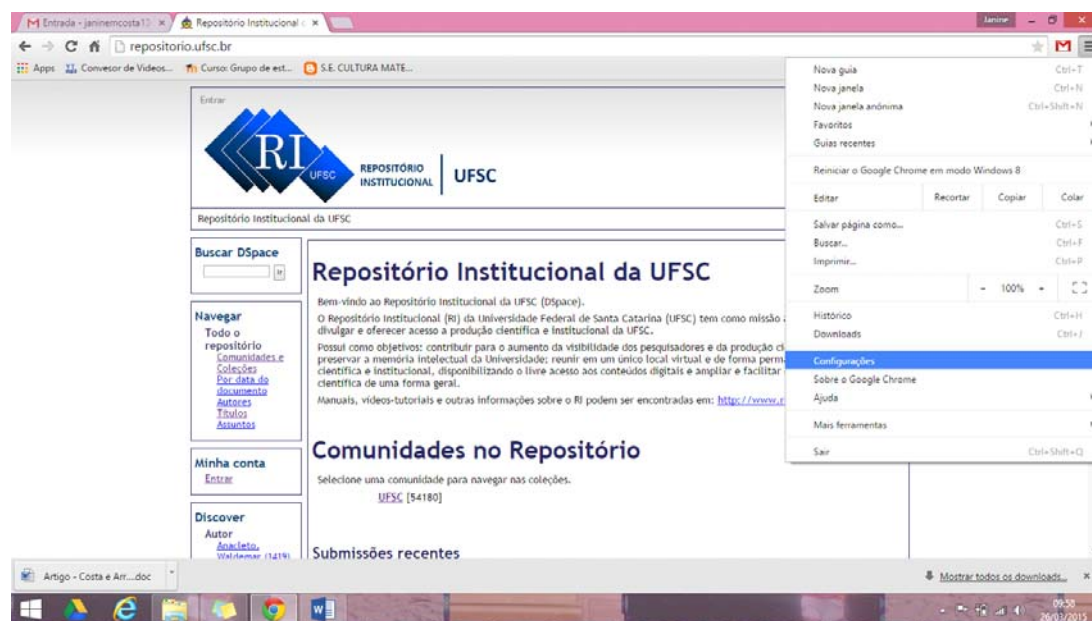 Entrada - janinemcosta13
Repositório Institucional
Janine
repositorio.ufsc.br
Apps
Convesor de Videos...
Curso: Grupo de est...
S.E. CULTURA MATE...
Entrar
RI
UFSC
REPOSITÓRIO
INSTITUCIONAL
UFSC
Repositório Institucional da UFSC
Buscar DSpace
Ir
Navegar
Todo o
repositório
Comunidades e
Coleções
Por data do
documento
Autores
Títulos
Assuntos
Minha conta
Entrar
Discover
Autor
Anacleto,
Waldemar (1419)
Repositório Institucional da UFSC
Bem-vindo ao Repositório Institucional da UFSC (DSpace).
O Repositório Institucional (RI) da Universidade Federal de Santa Catarina (UFSC) tem como missão
divulgar e oferecer acesso a produção científica e institucional da UFSC.
Possui como objetivos: contribuir para o aumento da visibilidade dos pesquisadores e da produção
preservar a memória intelectual da Universidade; reunir em um único local virtual e de forma
científica e institucional, disponibilizando o livre acesso aos conteúdos digitais e ampliar e facilitar
científica de uma forma geral.
Manuais, vídeos-tutoriais e outras informações sobre o RI podem ser encontradas em: http://www.
Comunidades no Repositório
Selecione uma comunidade para navegar nas coleções.
UFSC [54180]
Submissões recentes
Nova guia Ctrl+T
Nova janela Ctrl+N
Nova janela anônima Ctrl+Shift+N
Favoritos
Guias recentes
Reiniciar o Google Chrome em modo Windows 8
Editar Recortar Copiar Colar
Salvar página como... Ctrl+S
Buscar... Ctrl+F
Imprimir... Ctrl+P
Zoom - 100% +
Histórico Ctrl+H
Downloads Ctrl+J
Configurações
Sobre o Google Chrome
Ajuda
Mais ferramentas
Sair Ctrl+Shift+Q
Artigo - Costa e Arr....doc
Mostrar todos os downloads...
09:58
26/03/2015